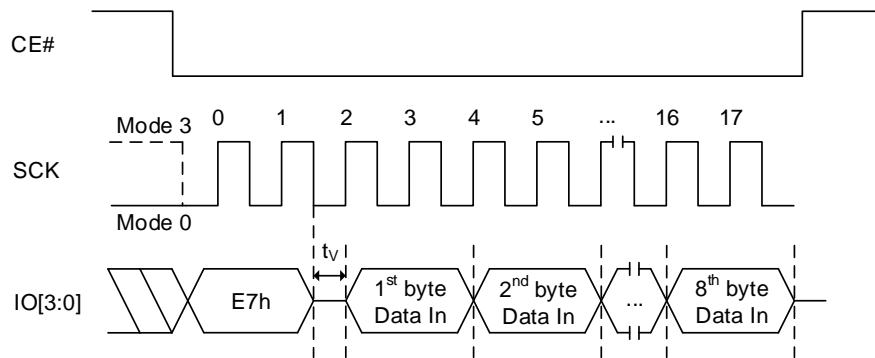 CE#
0 1 2 3 4 5 ... 16 17
Mode 3
SCK
Mode 0
tV
IO[3:0]
E7h
1st byte
Data In
2nd byte
Data In
...
8th byte
Data In